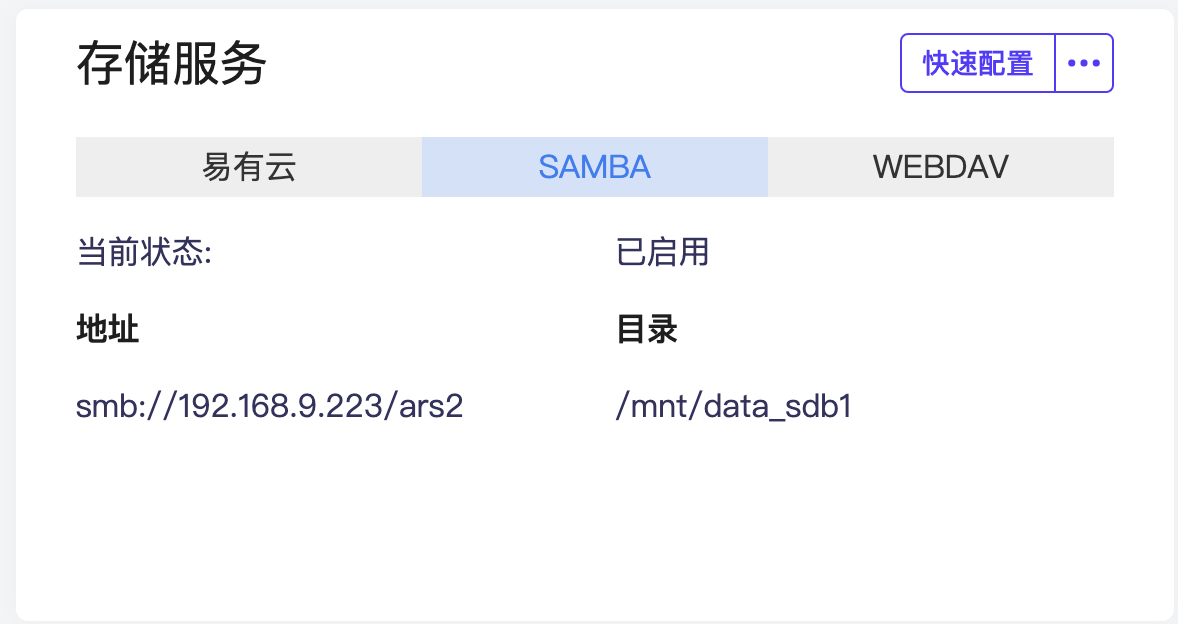 存储服务
快速配置
易有云 SAMBA WEBDAV
当前状态: 已启用
地址 目录
smb://192.168.9.223/ars2 /mnt/data_sdb1